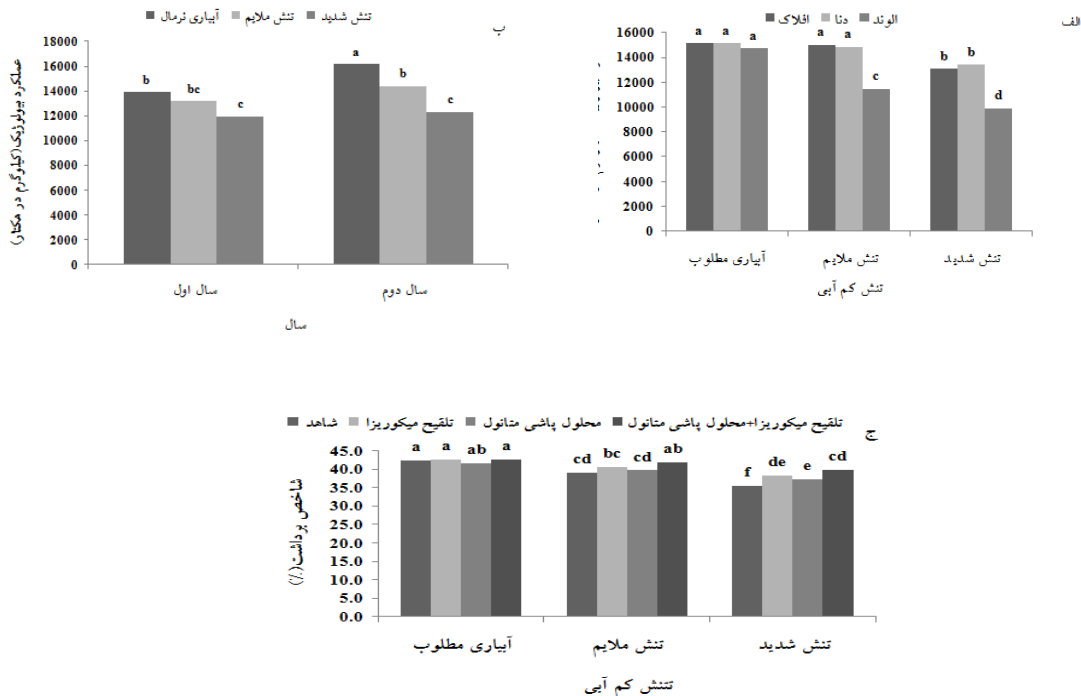 الف
افلاک دنا الوند
16000
14000
12000
10000
8000
6000
4000
2000
0
a a a a a c b b d
آبیاری مطلوب تنش ملایم تنش شدید
تنش کم آبی
ب
آبیاری نرمال تنش ملایم تنش شدید
عملکرد بیولوژیک(کیلوگرم در هکتار)
18000
16000
14000
12000
10000
8000
6000
4000
2000
0
b bc c a b c
سال اول سال دوم
سال
ج
شاهد تلقیح میکوریزا محلول پاشی متانول تلقیح میکوریزا+محلول پاشی متانول
شاخص برداشت(٪)
45.0
40.0
35.0
30.0
25.0
20.0
15.0
10.0
5.0
0.0
a a ab a cd bc cd ab f de e cd
آبیاری مطلوب تنش ملایم تنش شدید
تتنش کم آبی